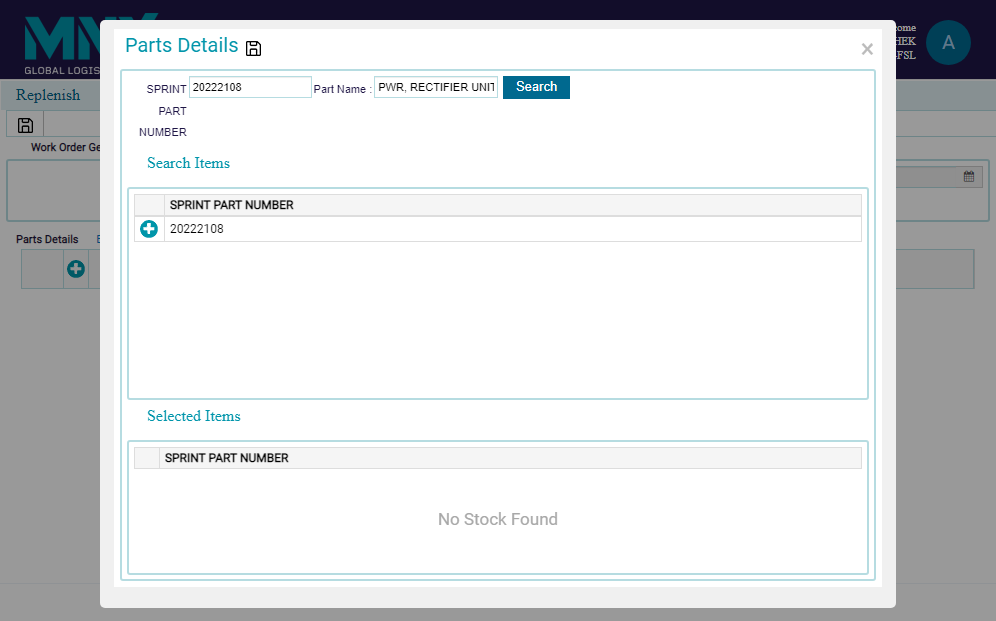 Parts Details
×
SPRINT PART NUMBER
20222108
Part Name :
PWR, RECTIFIER UNIT
Search
Search Items
SPRINT PART NUMBER
20222108
Selected Items
SPRINT PART NUMBER
No Stock Found
GLOBAL LOGIS
ome
HEK
-FSL
A
Replenish
Work Order Ge
Parts Details